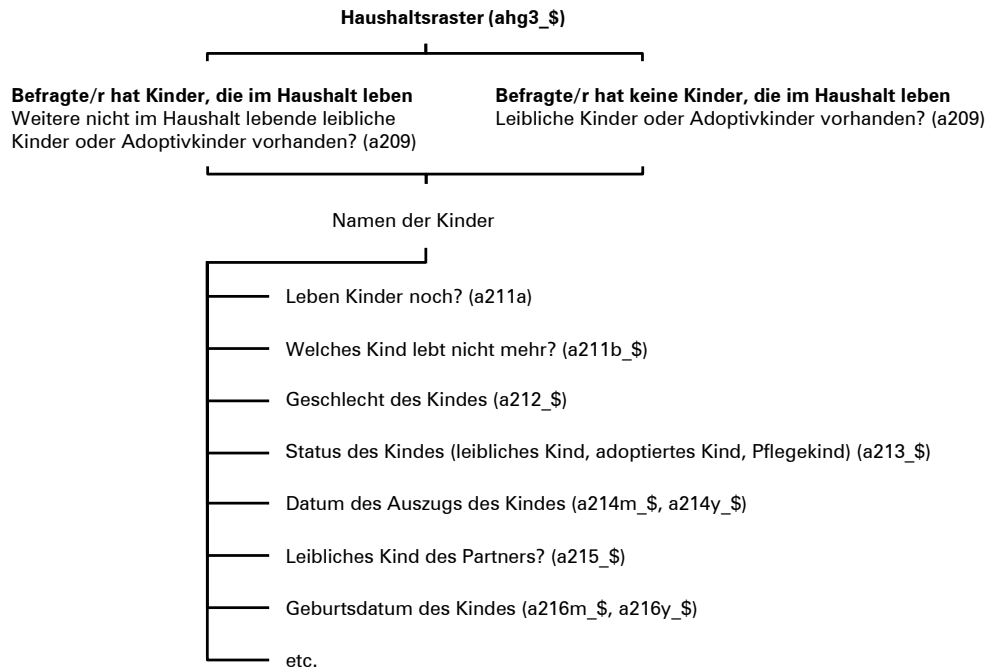 Haushaltsraster (ahg3_$)
Befragte/r hat Kinder, die im Haushalt leben
Weitere nicht im Haushalt lebende leibliche
Kinder oder Adoptivkinder vorhanden? (a209)
Befragte/r hat keine Kinder, die im Haushalt leben
Leibliche Kinder oder Adoptivkinder vorhanden? (a209)
Namen der Kinder
Leben Kinder noch? (a211a)
Welches Kind lebt nicht mehr? (a211b_$)
Geschlecht des Kindes (a212_$)
Status des Kindes (leibliches Kind, adoptiertes Kind, Pflegekind) (a213_$)
Datum des Auszugs des Kindes (a214m_$, a214y_$)
Leibliches Kind des Partners? (a215_$)
Geburtsdatum des Kindes (a216m_$, a216y_$)
etc.